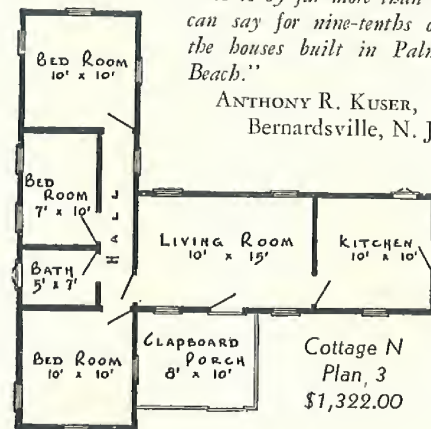 can say for nine-tenths
the houses built in Palm
Beach."
ANTHONY R. KUSER,
Bernardsville, N. J
BED ROOM
10' x 10'
BED
ROOM
7' x 10'
HALL
BATH
5' x 7'
BED ROOM
10' x 10'
LIVING ROOM
10' x 15'
KITCHEN
10' x 10'
CLAPBOARD
PORCH
8' x 10'
Cottage N
Plan, 3
$1,322.00